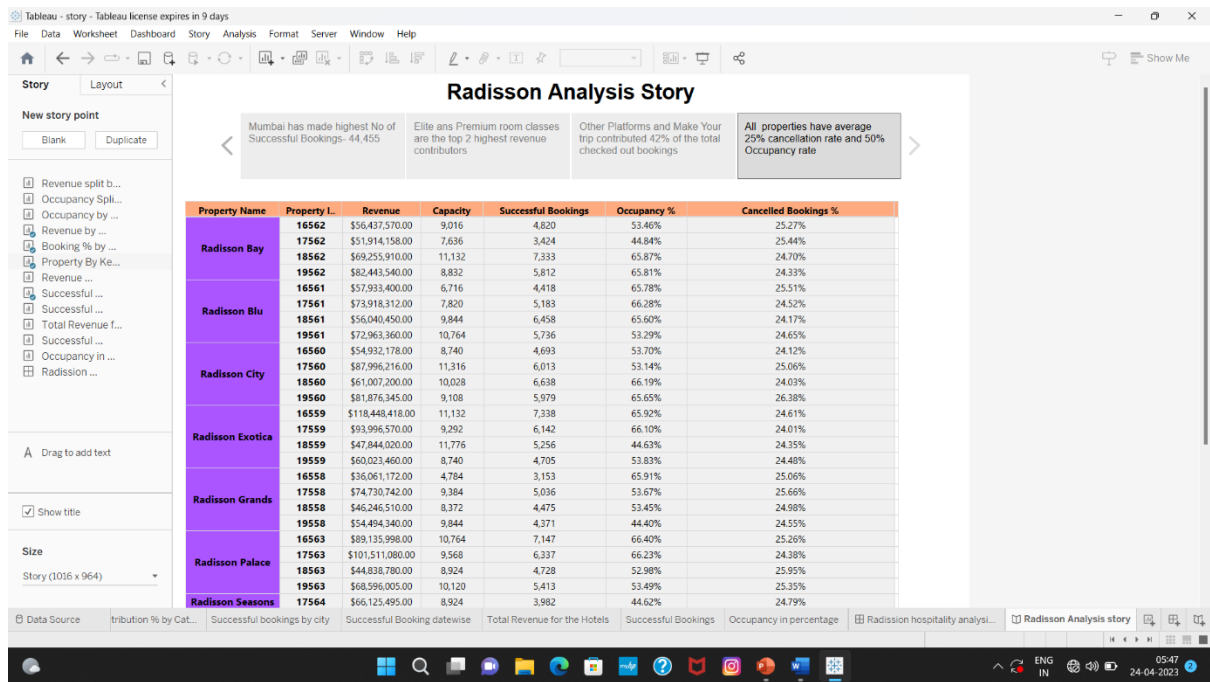 Tableau - story - Tableau license expires in 9 days
File Data Worksheet Dashboard Story Analysis Format Server Window Help
Show Me
Story Layout
New story point
Blank Duplicate
Revenue split b...
Occupancy Spli...
Occupancy by ...
Revenue by ...
Booking % by ...
Property By Ke...
Revenue ...
Successful ...
Successful ...
Total Revenue f...
Successful ...
Occupancy in ...
Radission ...
A Drag to add text
Show title
Size
Story (1016 x 964)
Radisson Analysis Story
Mumbai has made highest No of
Successful Bookings- 44,455
Elite ans Premium room classes
are the top 2 highest revenue
contributors
Other Platforms and Make Your
trip contributed 42% of the total
checked out bookings
All properties have average
25% cancellation rate and 50%
Occupancy rate
Property Name Property I.. Revenue Capacity Successful Bookings Occupancy % Cancelled Bookings %
Radisson Bay
16562 $56,437,570.00 9,016 4,820 53.46% 25.27%
17562 $51,914,158.00 7,636 3,424 44.84% 25.44%
18562 $69,255,910.00 11,132 7,333 65.87% 24.70%
19562 $82,443,540.00 8,832 5,812 65.81% 24.33%
Radisson Blu
16561 $57,933,400.00 6,716 4,418 65.78% 25.51%
17561 $73,918,312.00 7,820 5,183 66.28% 24.52%
18561 $56,040,450.00 9,844 6,458 65.60% 24.17%
19561 $72,963,360.00 10,764 5,736 53.29% 24.65%
Radisson City
16560 $54,932,178.00 8,740 4,693 53.70% 24.12%
17560 $87,996,216.00 11,316 6,013 53.14% 25.06%
18560 $61,007,200.00 10,028 6,638 66.19% 24.03%
19560 $81,876,345.00 9,108 5,979 65.65% 26.38%
Radisson Exotica
16559 $118,448,418.00 11,132 7,338 65.92% 24.61%
17559 $93,996,570.00 9,292 6,142 66.10% 24.01%
18559 $47,844,020.00 11,776 5,256 44.63% 24.35%
19559 $60,023,460.00 8,740 4,705 53.83% 24.48%
Radisson Grands
16558 $36,061,172.00 4,784 3,153 65.91% 25.06%
17558 $74,730,742.00 9,384 5,036 53.67% 25.66%
18558 $46,246,510.00 8,372 4,475 53.45% 24.98%
19558 $54,494,340.00 9,844 4,371 44.40% 24.55%
Radisson Palace
16563 $89,135,998.00 10,764 7,147 66.40% 25.26%
17563 $101,511,080.00 9,568 6,337 66.23% 24.38%
18563 $44,838,780.00 8,924 4,728 52.98% 25.95%
19563 $68,596,005.00 10,120 5,413 53.49% 25.35%
Radisson Seasons 17564 $66,125,495.00 8,924 3,982 44.62% 24.79%
Data Source tribution % by Cat... Successful bookings by city Successful Booking datewise Total Revenue for the Hotels Successful Bookings Occupancy in percentage Radission hospitality analysi... Radisson Analysis story
ENG
IN
05:47
24-04-2023
2